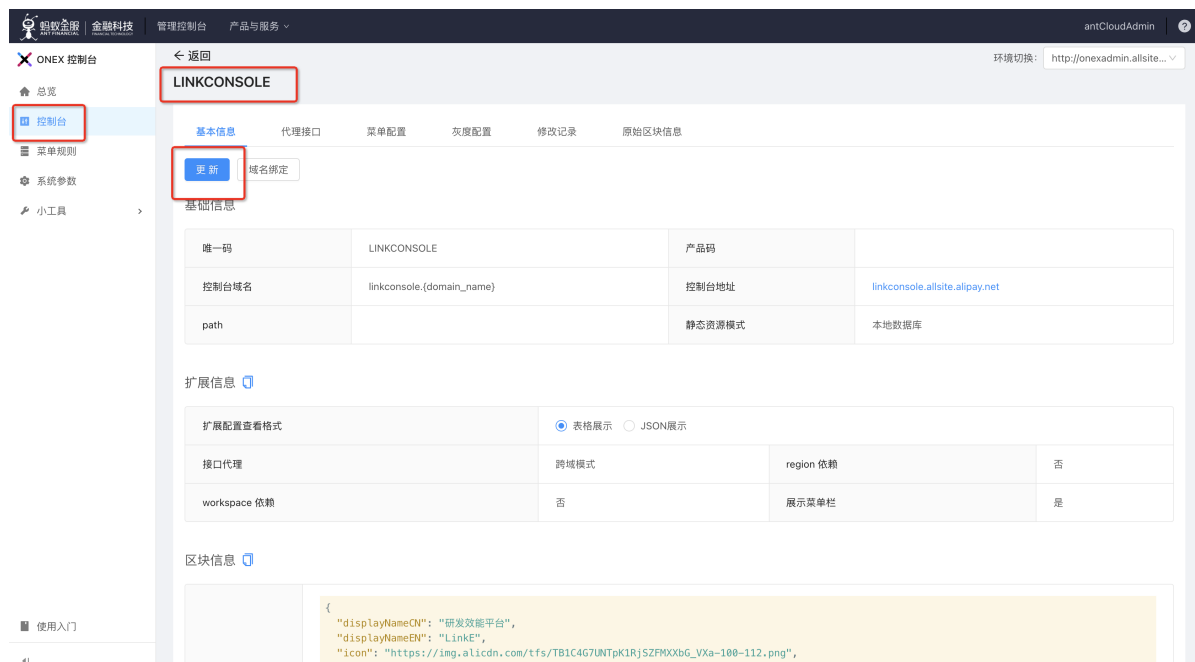 蚂蚁金服 金融科技 管理控制台 产品与服务 antCloudAdmin
ANT FINANCIAL FINANCIAL TECHNOLOGY
ONEX 控制台
总览
控制台
菜单规则
系统参数
小工具
使用入门
返回 环境切换: http://onexadmin.allsite...
LINKCONSOLE
基本信息 代理接口 菜单配置 灰度配置 修改记录 原始区块信息
更新 域名绑定
基础信息
唯一码 LINKCONSOLE 产品码
控制台域名 linkconsole.{domain_name} 控制台地址 linkconsole.allsite.alipay.net
path 静态资源模式 本地数据库
扩展信息
扩展配置查看格式 表格展示 JSON展示
接口代理 跨域模式 region 依赖 否
workspace 依赖 否 展示菜单栏 是
区块信息
{
"displayNameCN": "研发效能平台",
"displayNameEN": "LinkE",
"icon": "https://img.alicdn.com/tfs/TB1C4G7UNTpK1RjSZFMXXbG_VXa-100-112.png",